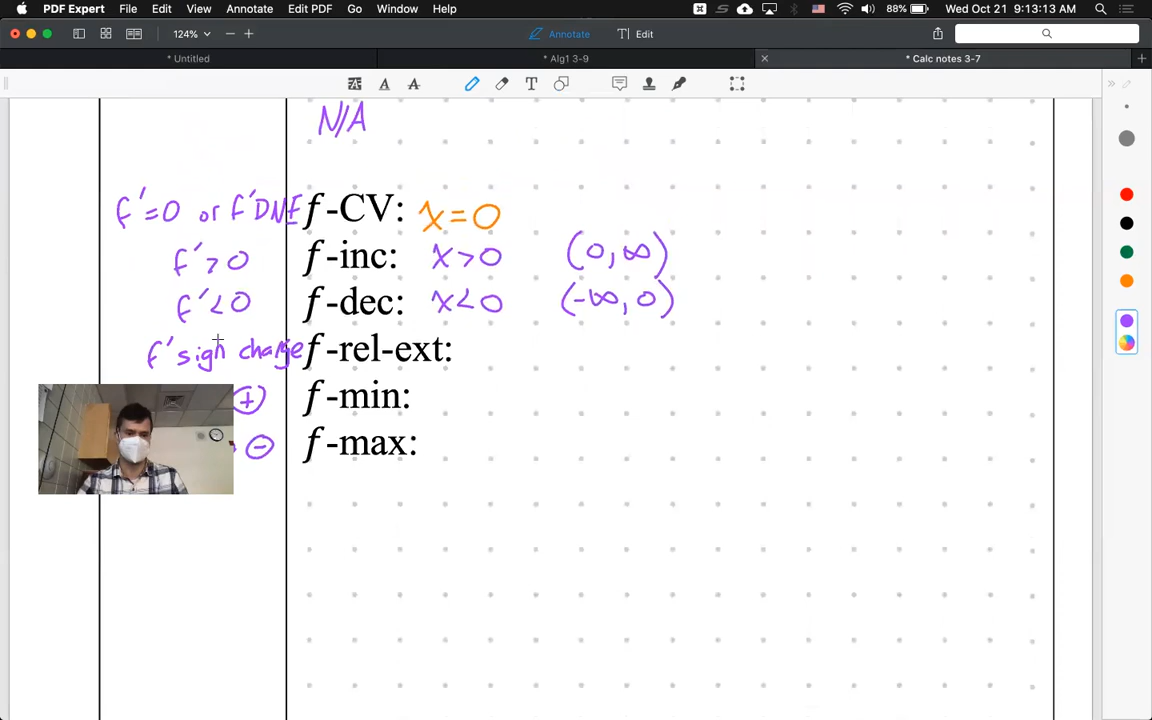 PDF Expert File Edit View Annotate Edit PDF Go Window Help 88% Wed Oct 21 9:13:13 AM
124% Annotate Edit
* Untitled * Alg1 3-9 * Calc notes 3-7
N/A
f'=0 or f'DNE f-CV: x=0
f'>0 f-inc: x>0 (0,∞)
f'<0 f-dec: x<0 (-∞,0)
f'sign change f-rel-ext:
+ f-min:
- f-max: